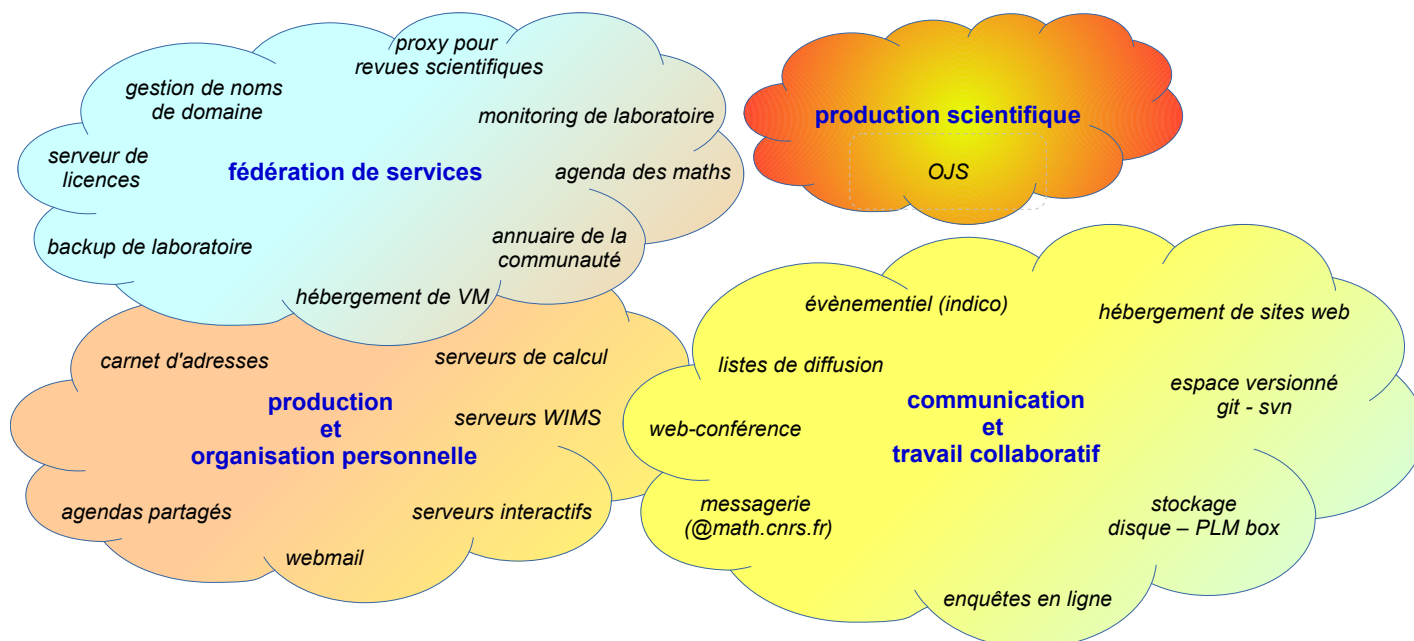 proxy pour
revues scientifiques
gestion de noms
de domaine
monitoring de laboratoire
serveur de
licences
fédération de services
agenda des maths
backup de laboratoire
annuaire de la
communauté
hébergement de VM
production scientifique
OJS
carnet d'adresses
serveurs de calcul
production
et
organisation personnelle
serveurs WIMS
agendas partagés
serveurs interactifs
webmail
évènementiel (indico)
hébergement de sites web
listes de diffusion
espace versionné
git - svn
communication
et
travail collaboratif
web-conférence
messagerie
(@math.cnrs.fr)
stockage
disque – PLM box
enquêtes en ligne